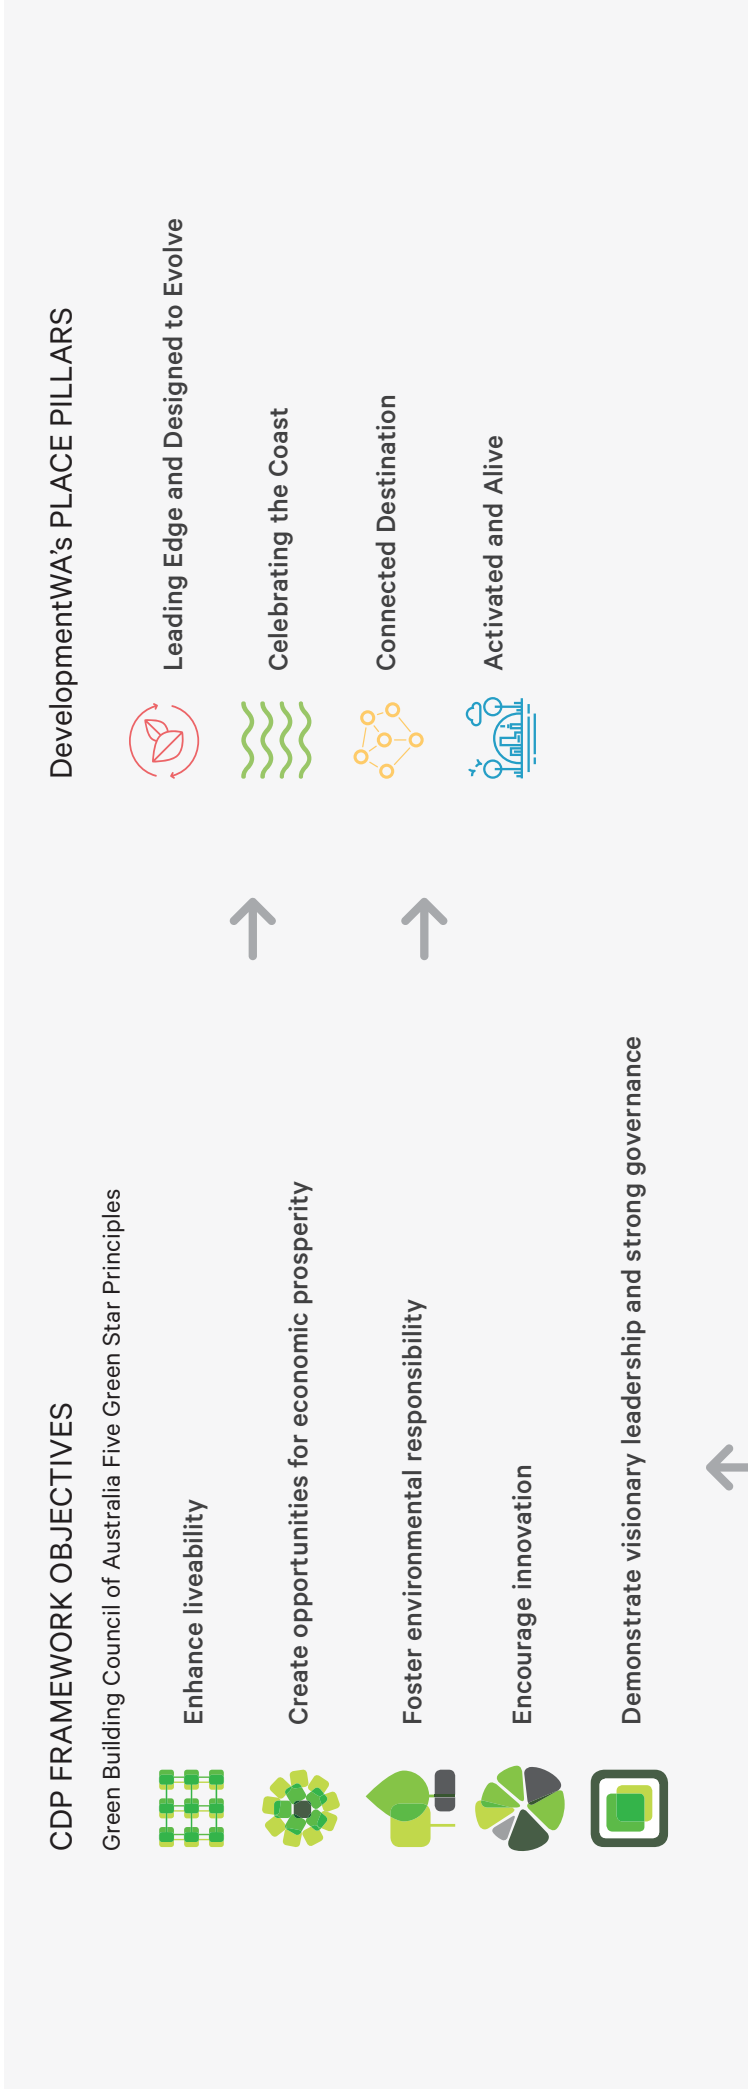 CDP FRAMEWORK OBJECTIVES
Green Building Council of Australia Five Green Star Principles
Enhance liveability
Create opportunities for economic prosperity
Foster environmental responsibility
Encourage innovation
Demonstrate visionary leadership and strong governance
DevelopmentWA’s PLACE PILLARS
Leading Edge and Designed to Evolve
Celebrating the Coast
Connected Destination
Activated and Alive